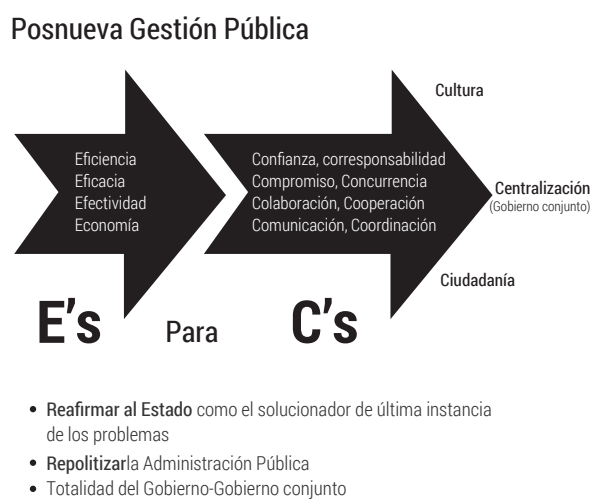 Posnueva Gestión Pública
Cultura
Eficiencia
Eficacia
Efectividad
Economía
Confianza, corresponsabilidad
Compromiso, Concurrencia
Colaboración, Cooperación
Comunicación, Coordinación
Centralización
(Gobierno conjunto)
Ciudadanía
E's
Para
C's
• Reafirmar al Estado como el solucionador de última instancia
de los problemas
• Repolitizarla Administración Pública
• Totalidad del Gobierno-Gobierno conjunto